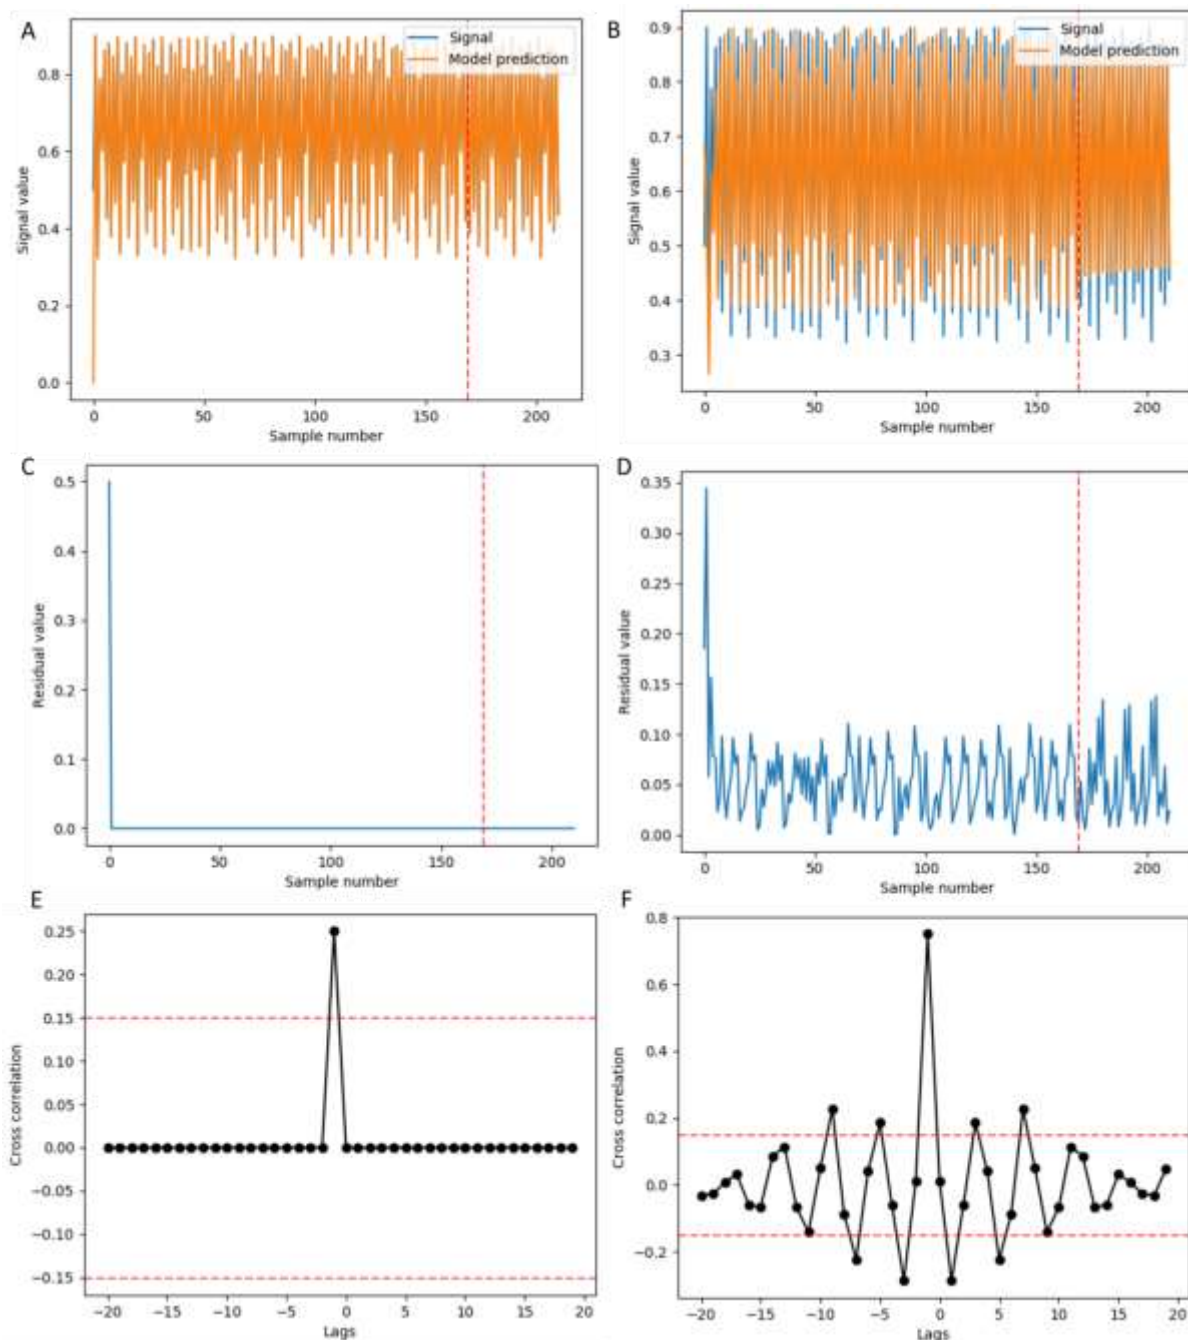 A
Signal
Model prediction
0.8
0.6
0.4
0.2
0.0
Signal value
0 50 100 150 200
Sample number
B
Signal
Model prediction
0.9
0.8
0.7
0.6
0.5
0.4
0.3
Signal value
0 50 100 150 200
Sample number
C
0.5
0.4
0.3
0.2
0.1
0.0
Residual value
0 50 100 150 200
Sample number
D
0.35
0.30
0.25
0.20
0.15
0.10
0.05
0.00
Residual value
0 50 100 150 200
Sample number
E
0.25
0.20
0.15
0.10
0.05
0.00
−0.05
−0.10
−0.15
Cross correlation
−20 −15 −10 −5 0 5 10 15 20
Lags
F
0.8
0.6
0.4
0.2
0.0
−0.2
Cross correlation
−20 −15 −10 −5 0 5 10 15 20
Lags